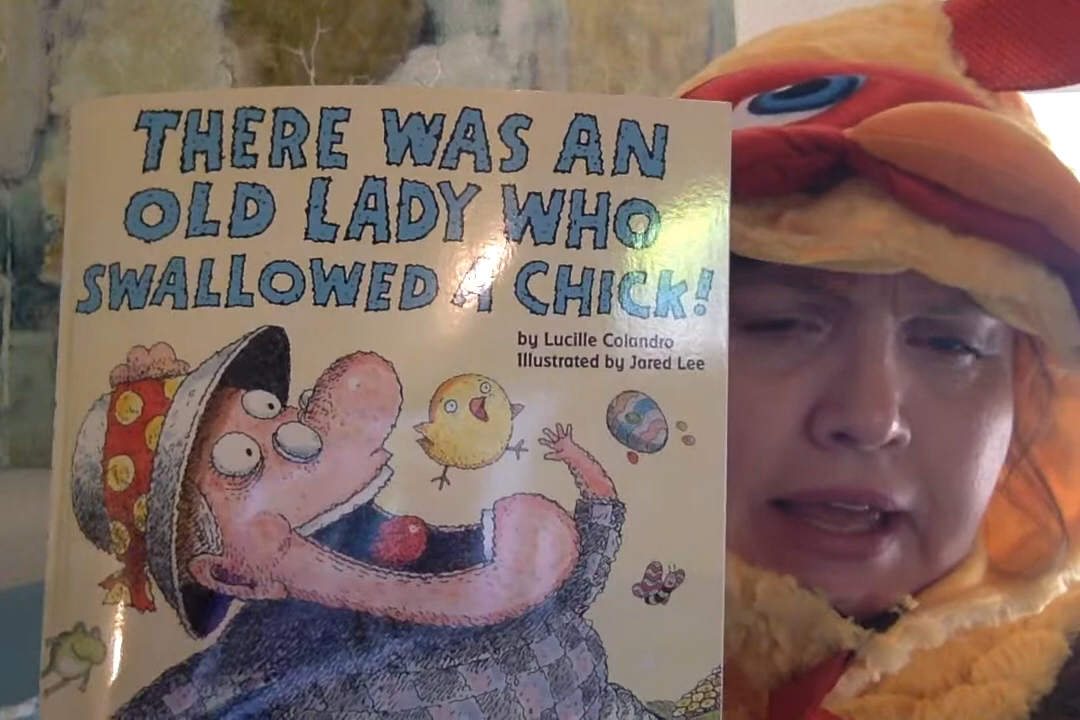 THERE WAS AN
OLD LADY WHO
SWALLOWED A CHICK!
by Lucille Colandro
Illustrated by Jared Lee